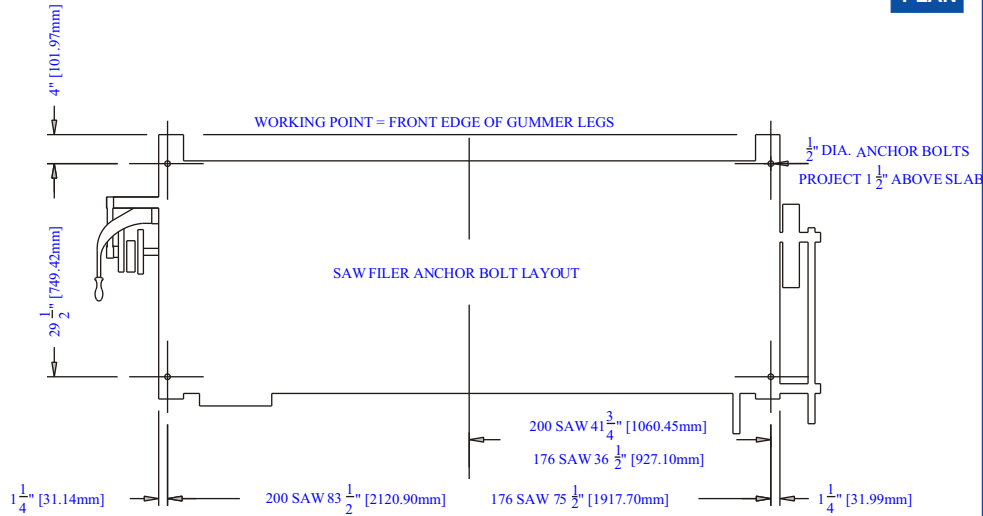 PLAN
4" [101.97mm]
WORKING POINT = FRONT EDGE OF GUMMER LEGS
1/2" DIA. ANCHOR BOLTS
PROJECT 1 1/2" ABOVE SLAB
SAW FILER ANCHOR BOLT LAYOUT
29 1/2" [749.42mm]
200 SAW 41 3/4" [1060.45mm]
176 SAW 36 1/2" [927.10mm]
1 1/4" [31.14mm]
200 SAW 83 1/2" [2120.90mm]
176 SAW 75 1/2" [1917.70mm]
1 1/4" [31.99mm]